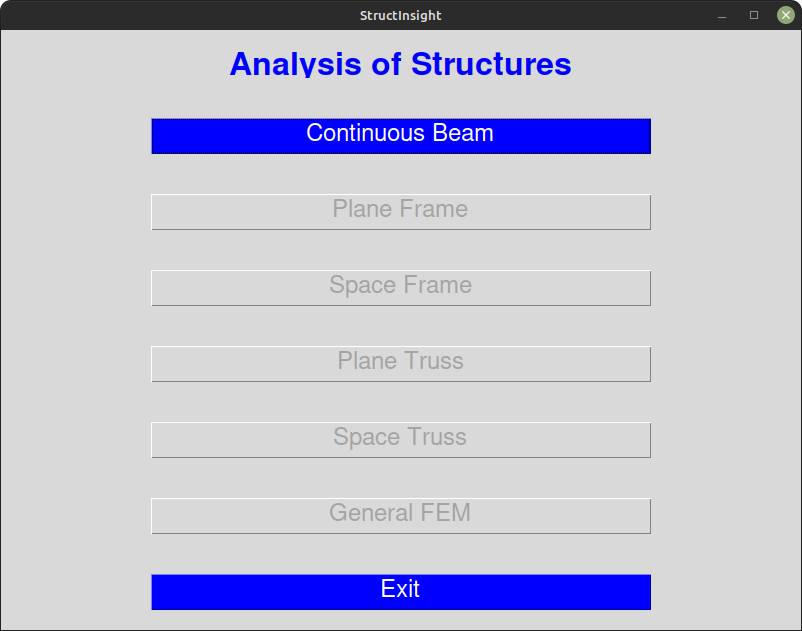 StructInsight
Analysis of Structures
Continuous Beam
Plane Frame
Space Frame
Plane Truss
Space Truss
General FEM
Exit